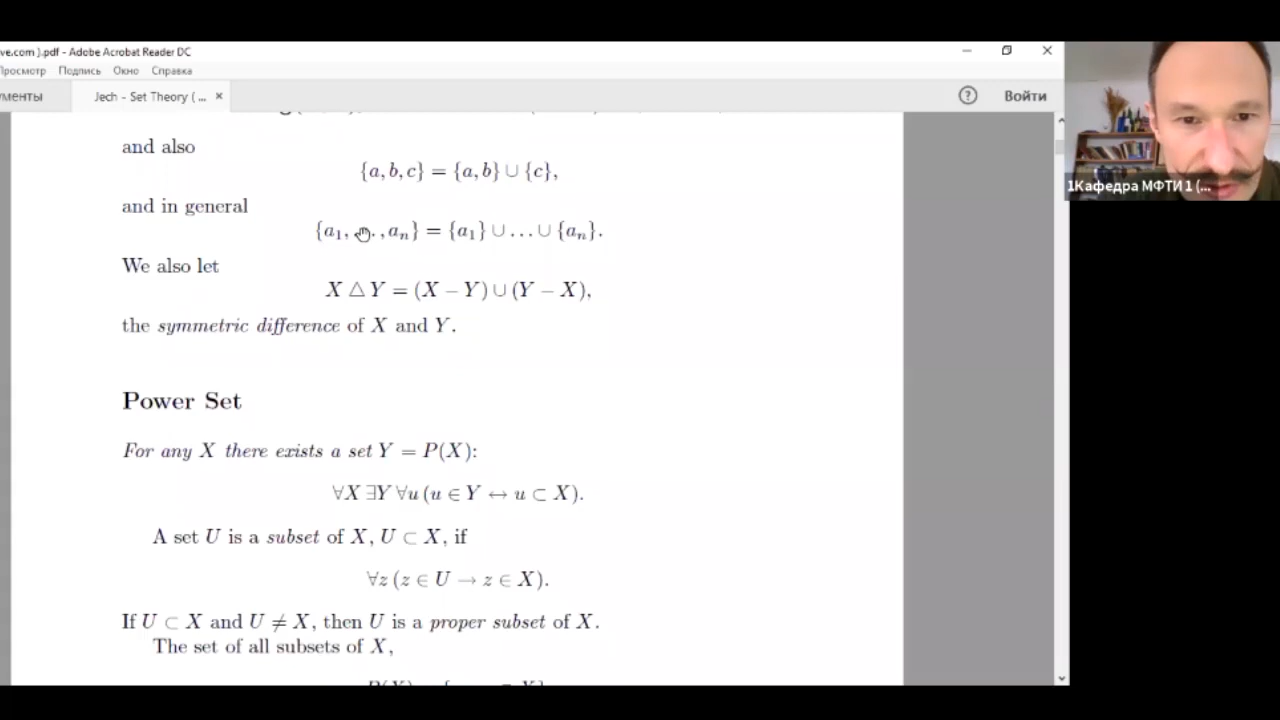 ve.com ).pdf - Adobe Acrobat Reader DC
Просмотр Подпись Окно Справка
ументы Jech - Set Theory ( ... × ? Войти
and also
{a, b, c} = {a, b} ∪ {c},
and in general
{a₁, . . , aₙ} = {a₁} ∪ ... ∪ {aₙ}.
We also let
X △ Y = (X − Y) ∪ (Y − X),
the symmetric difference of X and Y.
Power Set
For any X there exists a set Y = P(X):
∀X ∃Y ∀u (u ∈ Y ↔ u ⊂ X).
A set U is a subset of X, U ⊂ X, if
∀z (z ∈ U → z ∈ X).
If U ⊂ X and U ≠ X, then U is a proper subset of X.
The set of all subsets of X,
1Кафедра МФТИ 1 (...